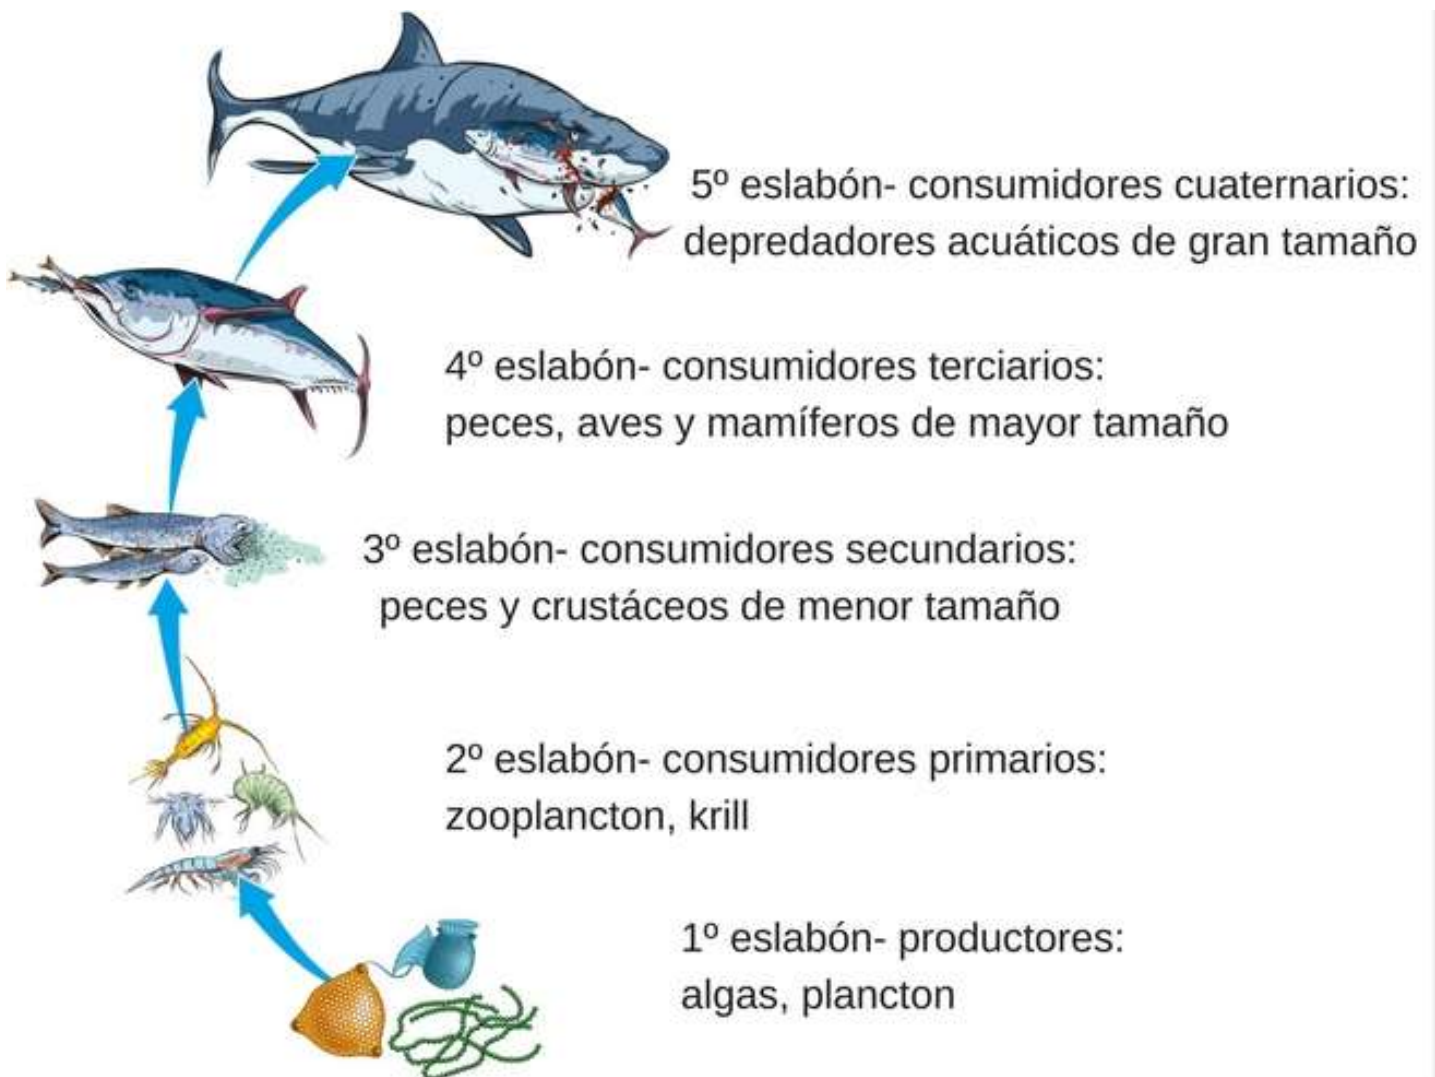 5º eslabón- consumidores cuaternarios:
depredadores acuáticos de gran tamaño
4º eslabón- consumidores terciarios:
peces, aves y mamíferos de mayor tamaño
3º eslabón- consumidores secundarios:
peces y crustáceos de menor tamaño
2º eslabón- consumidores primarios:
zooplancton, krill
1º eslabón- productores:
algas, plancton